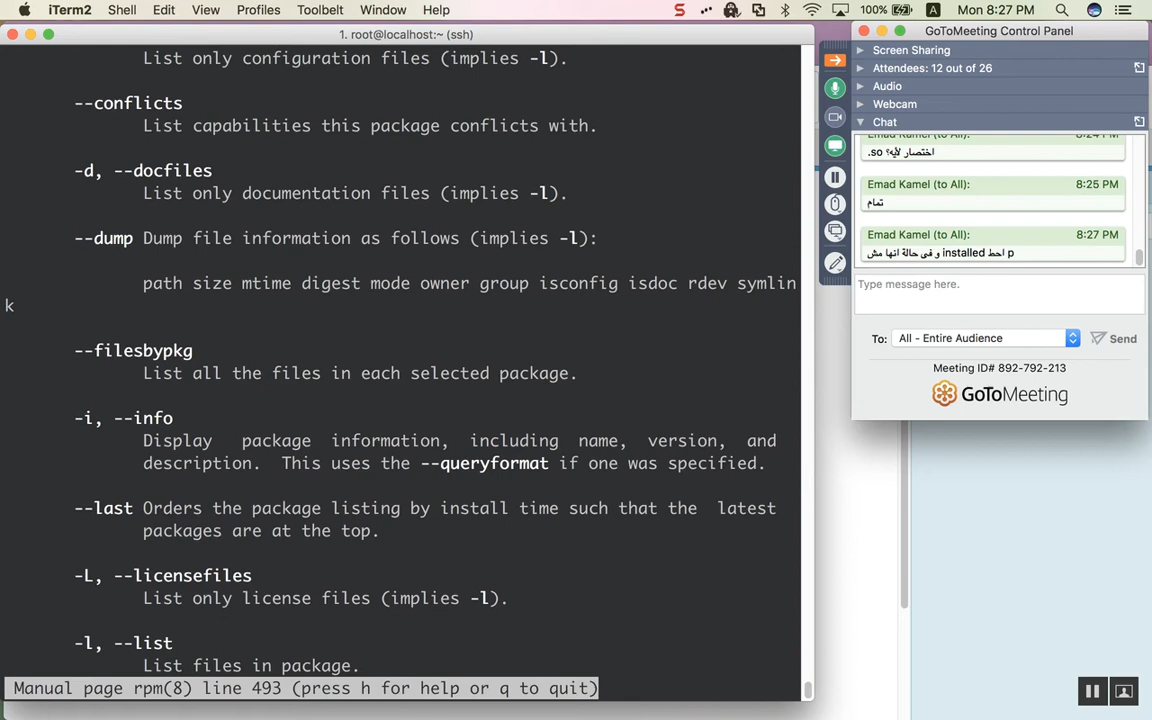 iTerm2 Shell Edit View Profiles Toolbelt Window Help
100% A Mon 8:27 PM
1. root@localhost:~ (ssh)
List only configuration files (implies -l).
--conflicts
List capabilities this package conflicts with.
-d, --docfiles
List only documentation files (implies -l).
--dump Dump file information as follows (implies -l):
path size mtime digest mode owner group isconfig isdoc rdev symlin
k
--filesbypkg
List all the files in each selected package.
-i, --info
Display package information, including name, version, and
description. This uses the --queryformat if one was specified.
--last Orders the package listing by install time such that the latest
packages are at the top.
-L, --licensefiles
List only license files (implies -l).
-l, --list
List files in package.
Manual page rpm(8) line 493 (press h for help or q to quit)
GoToMeeting Control Panel
Screen Sharing
Attendees: 12 out of 26
Audio
Webcam
Chat
Emad Kamel (to All): 8:24 PM
.so اختصار لأيه؟
Emad Kamel (to All): 8:25 PM
تمام
Emad Kamel (to All): 8:27 PM
و فى حالة انها مش installed احط p
Type message here.
To: All - Entire Audience Send
Meeting ID# 892-792-213
GoToMeeting